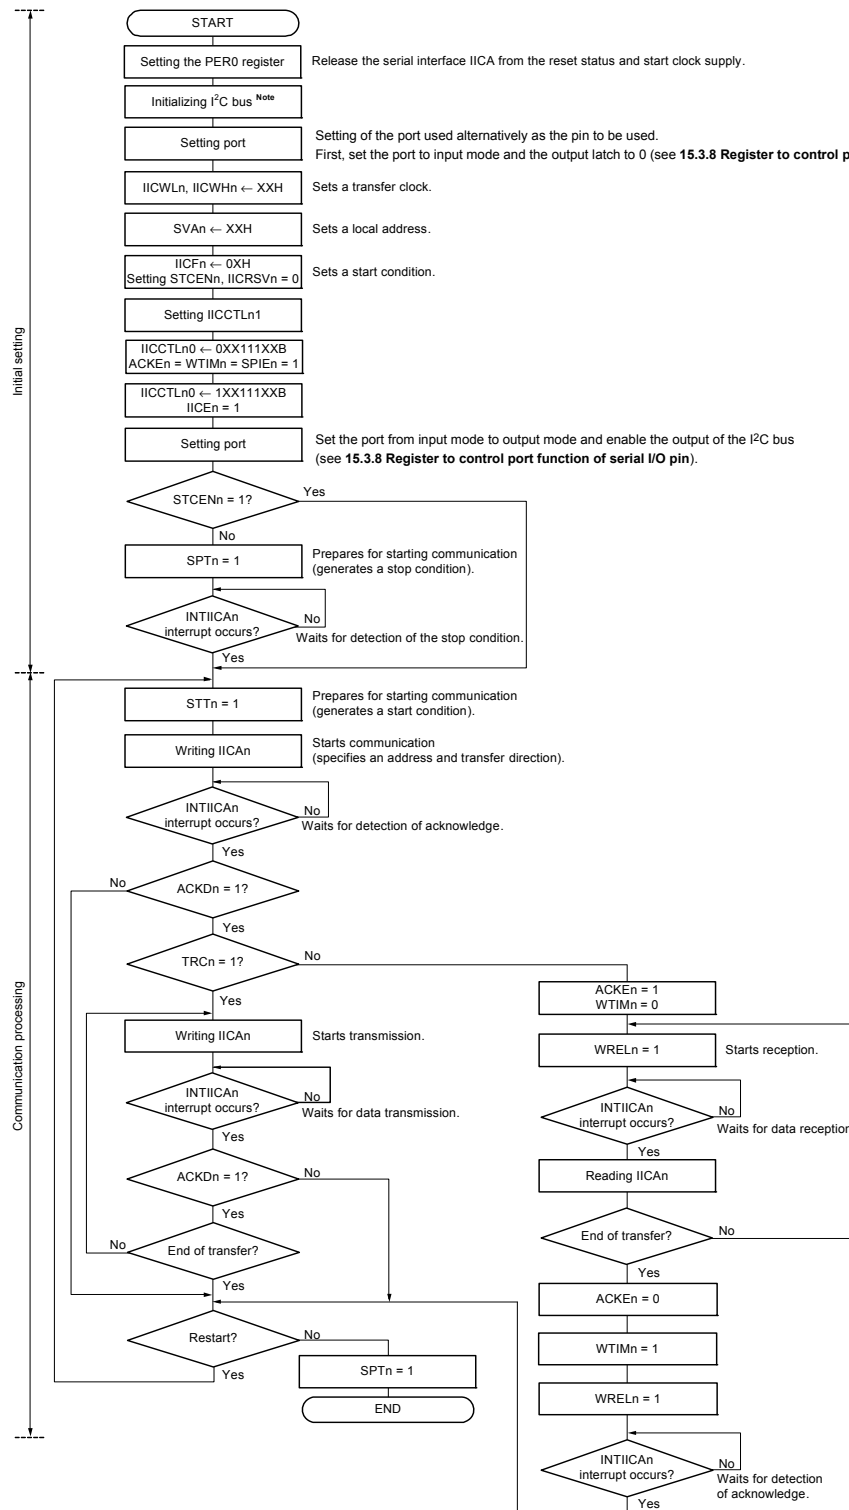 START
Setting the PER0 register
Release the serial interface IICA from the reset status and start clock supply.
Initializing I2C bus Note
Setting port
Setting of the port used alternatively as the pin to be used.
First, set the port to input mode and the output latch to 0 (see 15.3.8 Register to control p
IICWLn, IICWHn ← XXH
Sets a transfer clock.
SVAn ← XXH
Sets a local address.
IICFn ← 0XH
Setting STCENn, IICRSVn = 0
Sets a start condition.
Setting IICCTLn1
IICCTLn0 ← 0XX111XXB
ACKEn = WTIMn = SPIEn = 1
IICCTLn0 ← 1XX111XXB
IICEn = 1
Setting port
Set the port from input mode to output mode and enable the output of the I2C bus
(see 15.3.8 Register to control port function of serial I/O pin).
STCENn = 1?
Yes
No
SPTn = 1
Prepares for starting communication
(generates a stop condition).
INTIICAn
interrupt occurs?
No
Waits for detection of the stop condition.
Yes
Initial setting
STTn = 1
Prepares for starting communication
(generates a start condition).
Writing IICAn
Starts communication
(specifies an address and transfer direction).
INTIICAn
interrupt occurs?
No
Waits for detection of acknowledge.
Yes
No
ACKDn = 1?
Yes
TRCn = 1?
No
Yes
Writing IICAn
Starts transmission.
INTIICAn
interrupt occurs?
No
Waits for data transmission.
Yes
ACKDn = 1?
No
Yes
No
End of transfer?
Yes
Restart?
No
Yes
SPTn = 1
END
Communication processing
ACKEn = 1
WTIMn = 0
WRELn = 1
Starts reception.
INTIICAn
interrupt occurs?
No
Waits for data reception
Yes
Reading IICAn
End of transfer?
No
Yes
ACKEn = 0
WTIMn = 1
WRELn = 1
INTIICAn
interrupt occurs?
No
Waits for detection
of acknowledge.
Yes